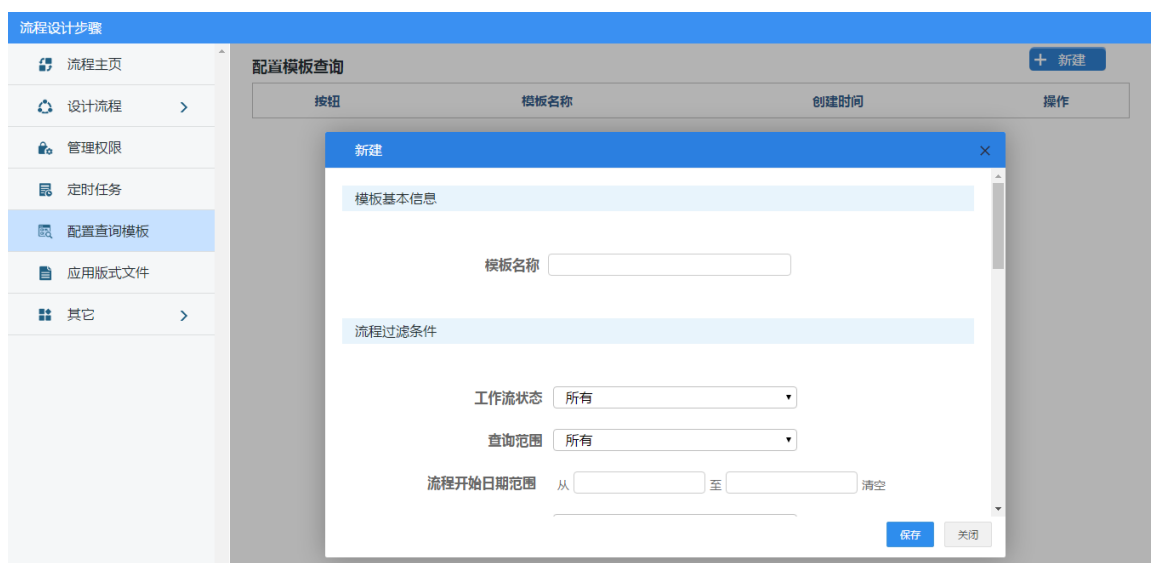 流程设计步骤
流程主页
设计流程
管理权限
定时任务
配置查询模板
应用版式文件
其它
配置模板查询
+ 新建
按钮 模板名称 创建时间 操作
新建 ×
模板基本信息
模板名称
流程过滤条件
工作流状态 所有
查询范围 所有
流程开始日期范围 从 至 清空
保存 关闭